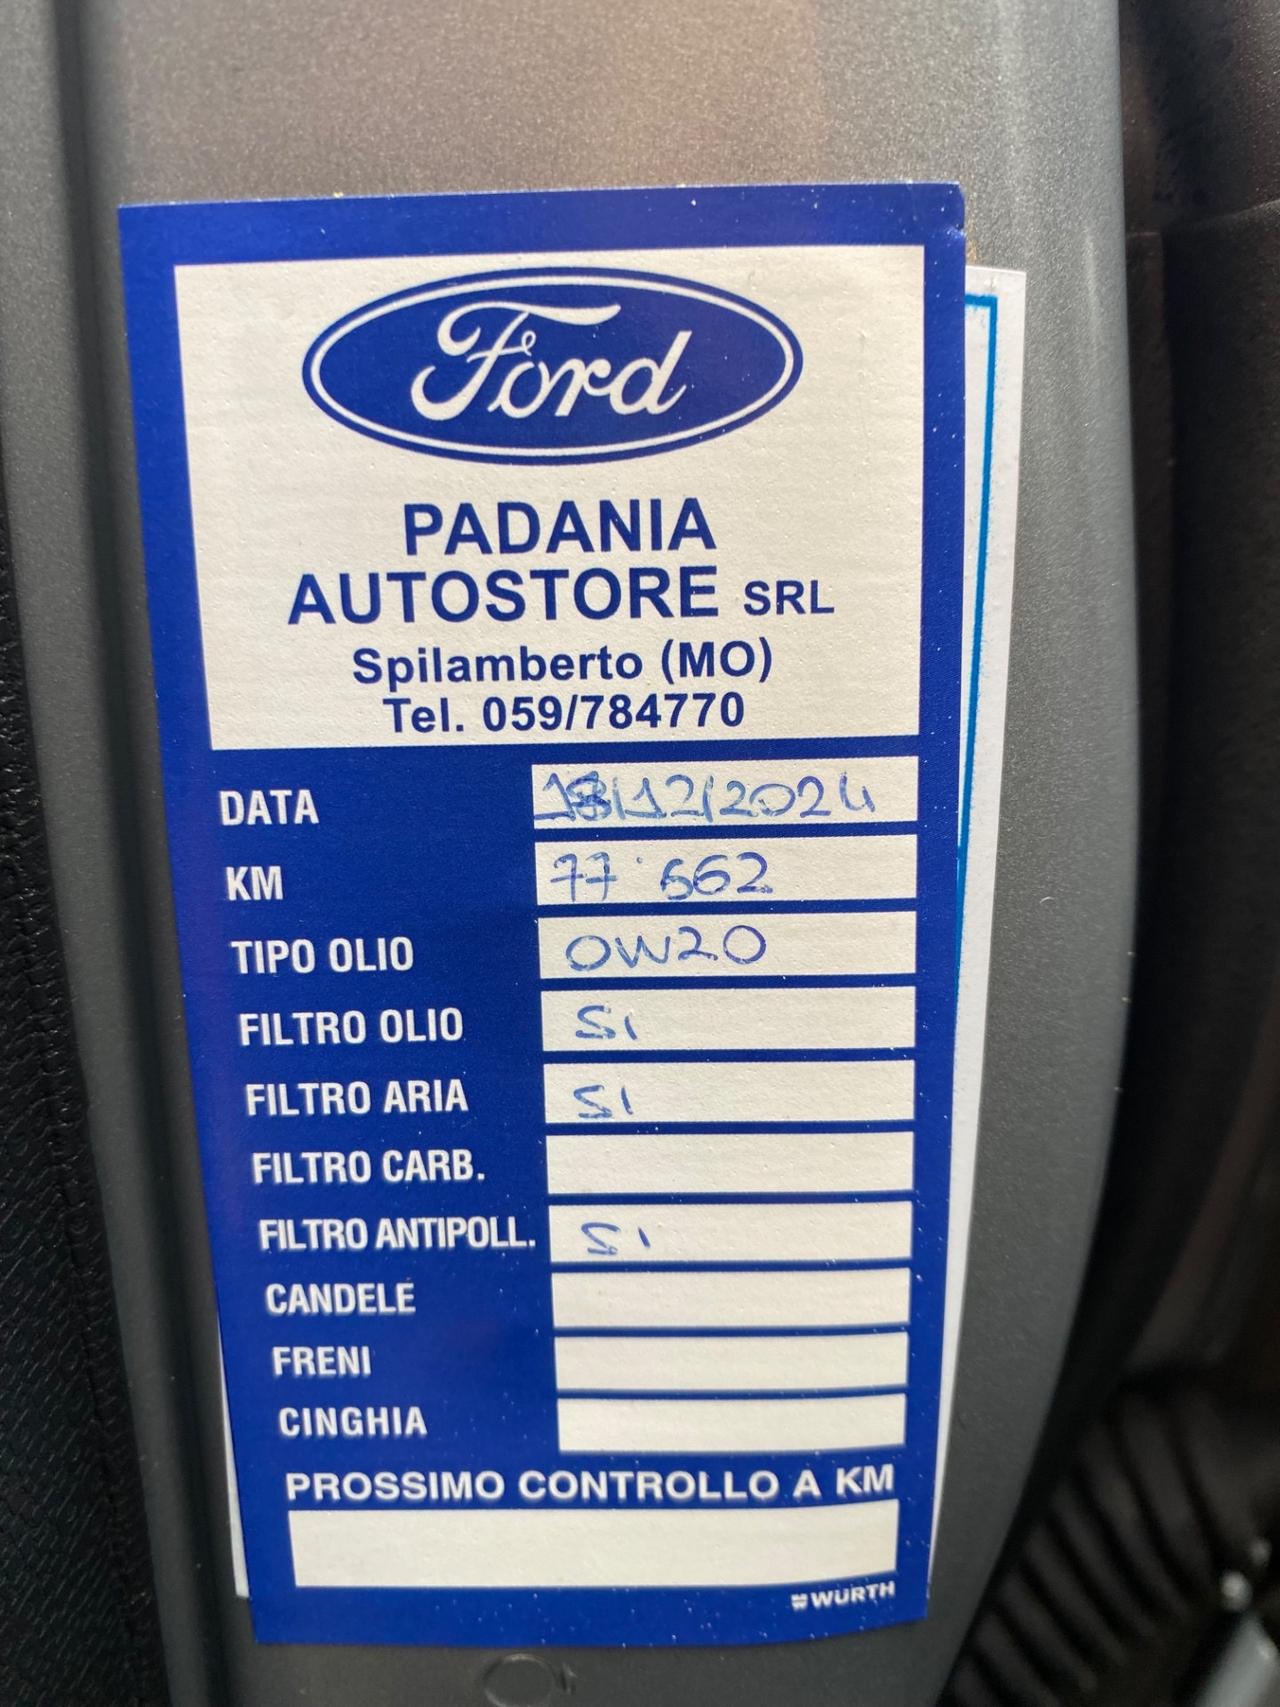 Ford
PADANIA
AUTOSTORE SRL
Spilamberto (MO)
Tel. 059/784770
DATA 18/12/2024
KM 77.662
TIPO OLIO 0W20
FILTRO OLIO SI
FILTRO ARIA SI
FILTRO CARB.
FILTRO ANTIPOLL. SI
CANDELE
FRENI
CINGHIA
PROSSIMO CONTROLLO A KM
WÜRTH